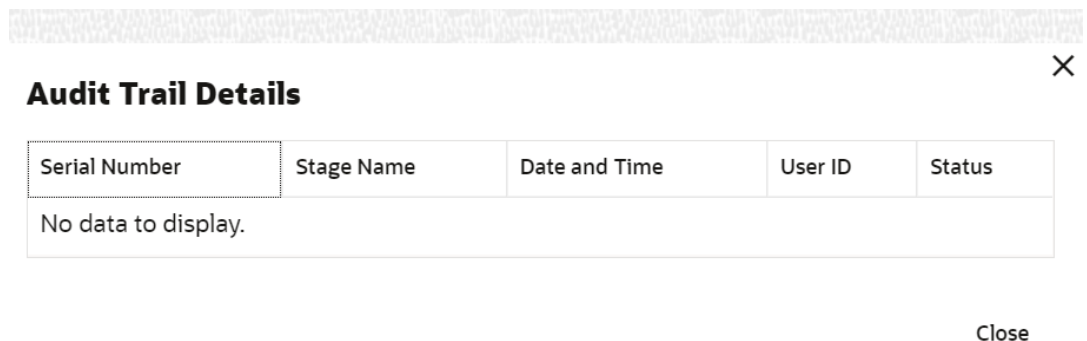 Audit Trail Details
Serial Number Stage Name Date and Time User ID Status
No data to display.
Close